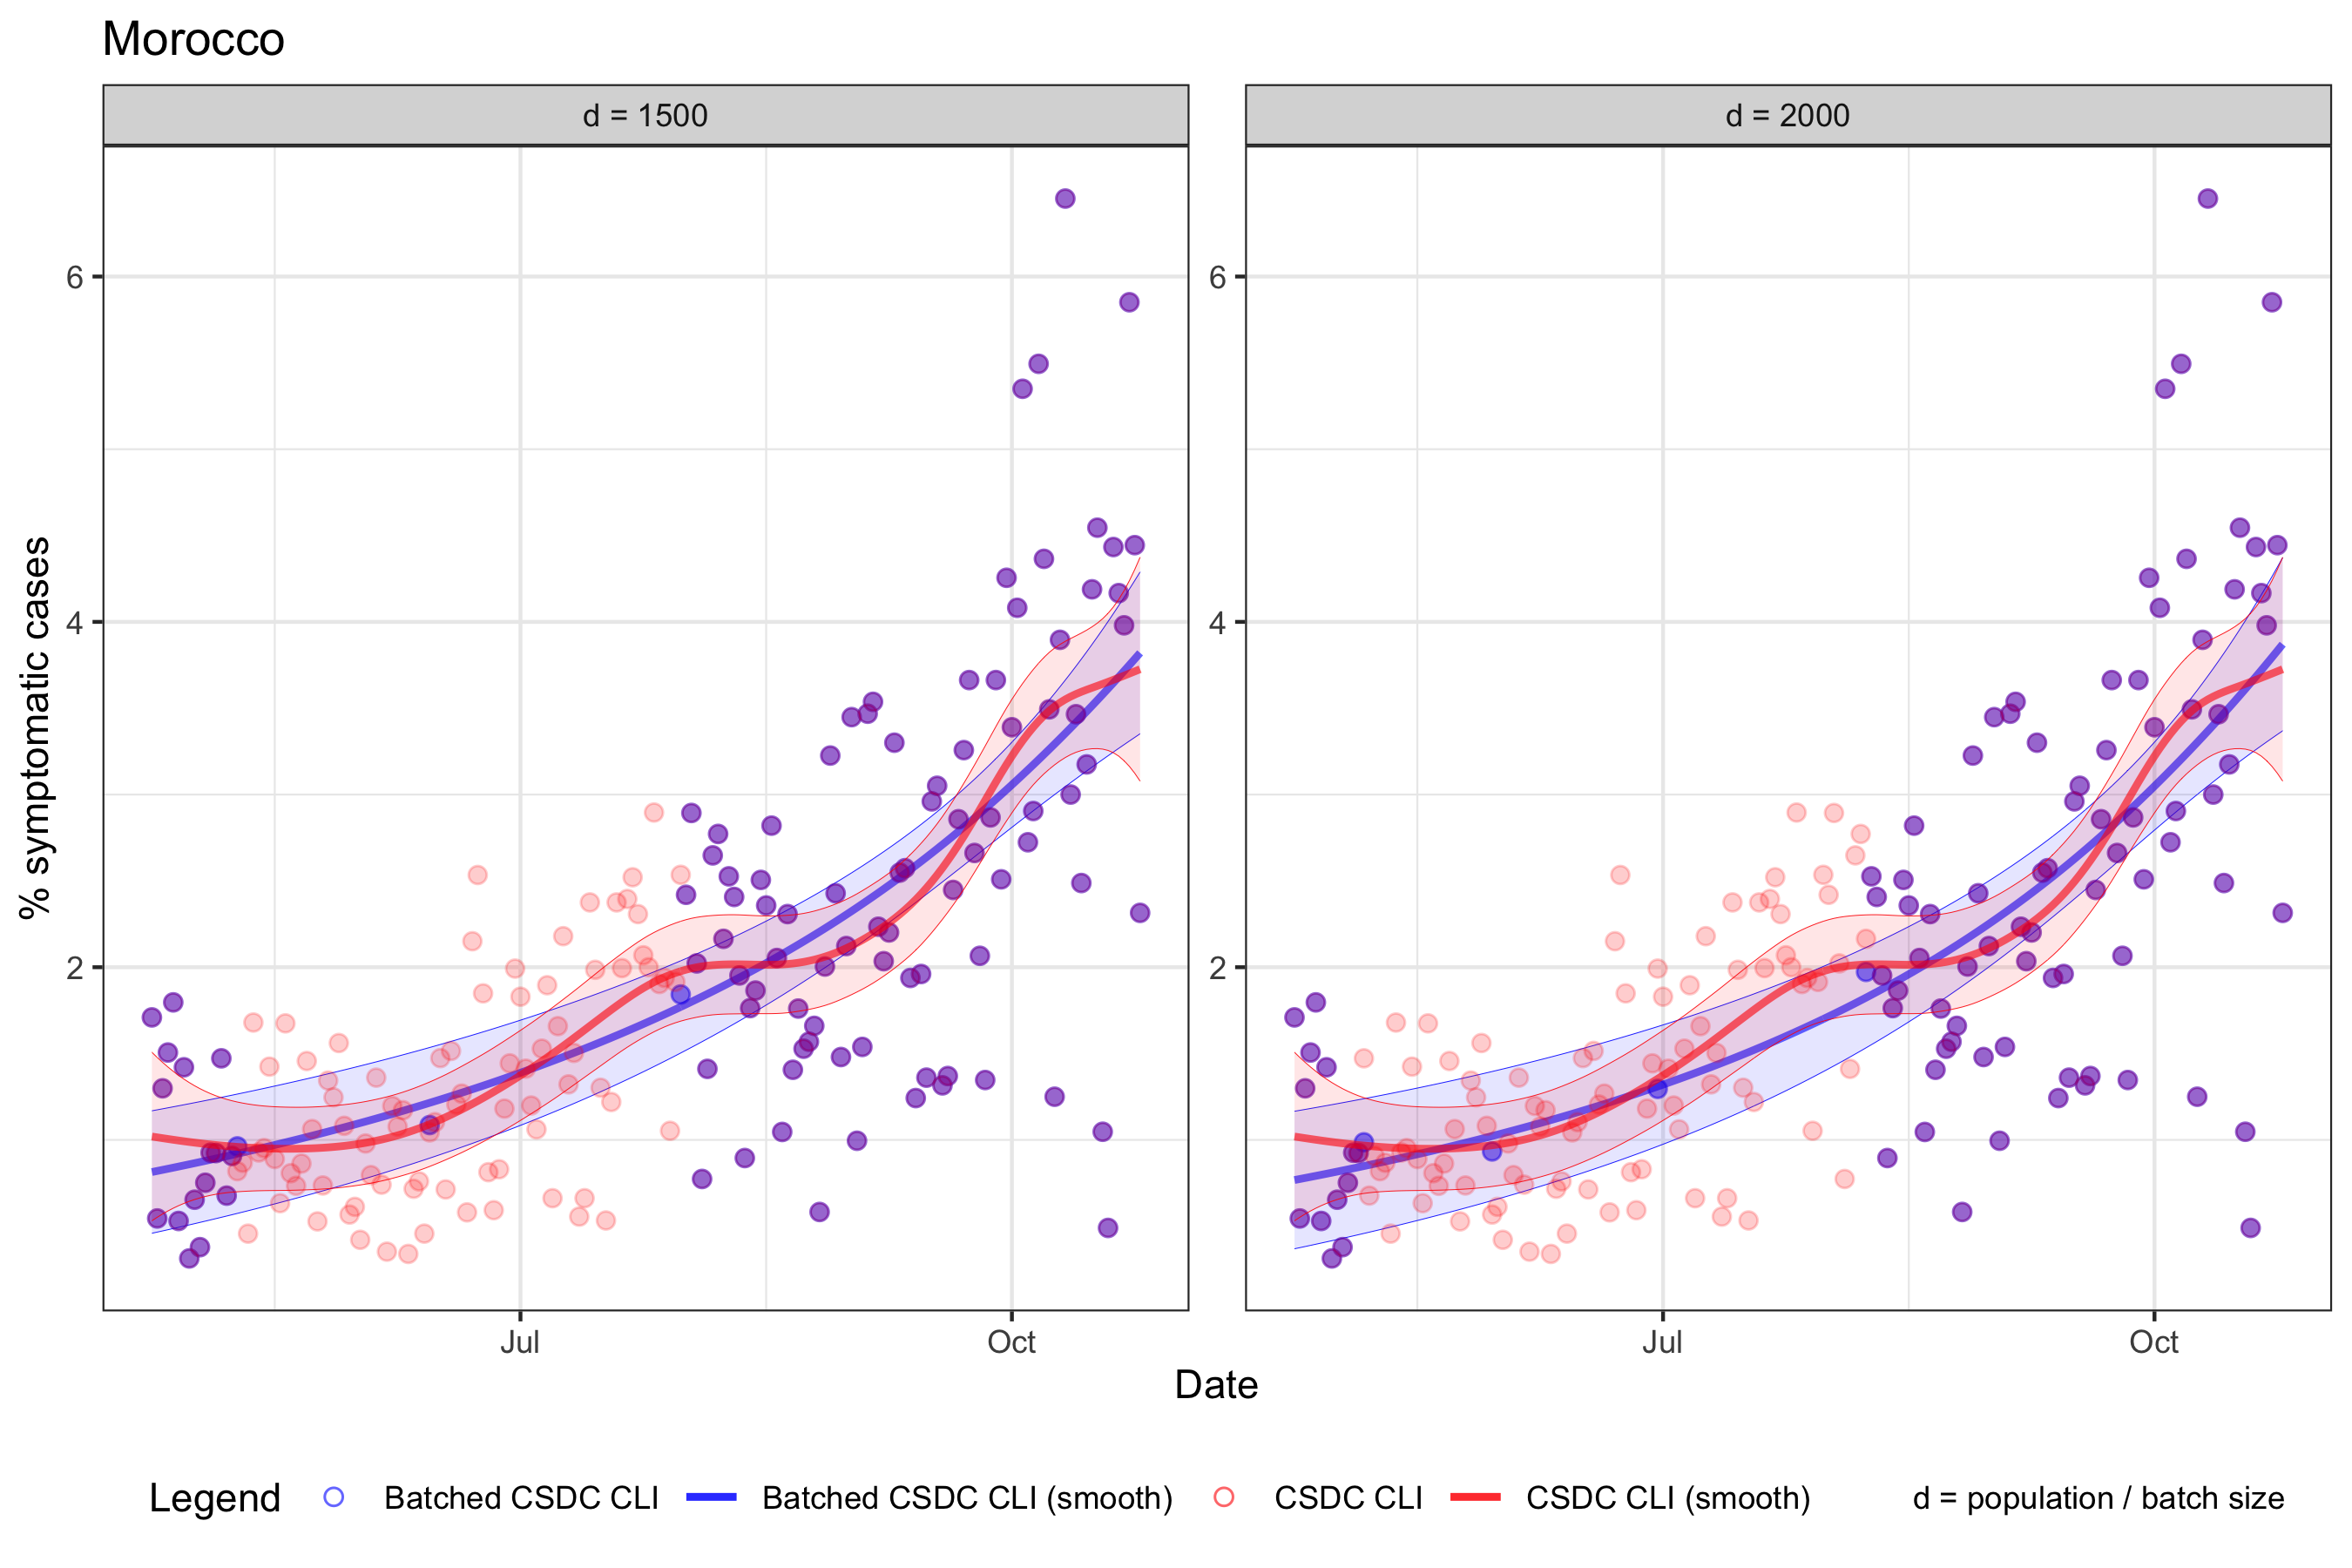 Morocco
d = 1500
d = 2000
% symptomatic cases
6
4
2
6
4
2
Jul
Oct
Jul
Oct
Date
Legend
Batched CSDC CLI
Batched CSDC CLI (smooth)
CSDC CLI
CSDC CLI (smooth)
d = population / batch size